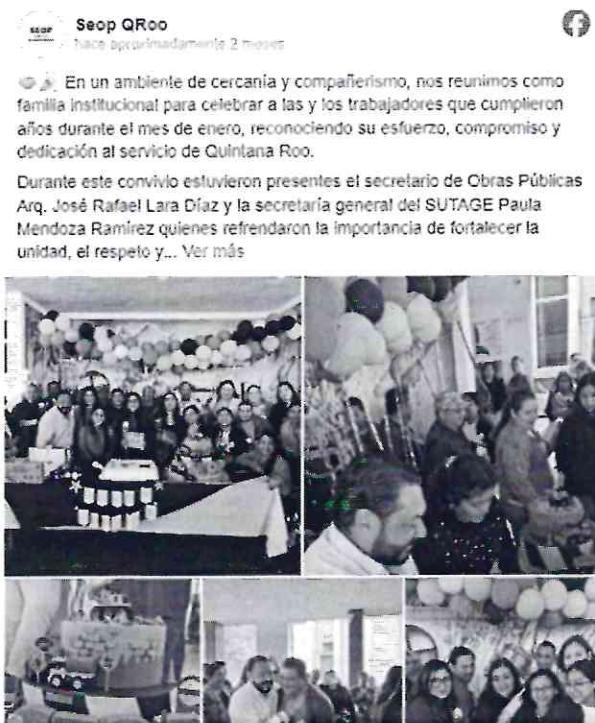 SEOP
Seop QRoo
hace aproximadamente 2 meses
En un ambiente de cercanía y compañerismo, nos reunimos como
familia institucional para celebrar a las y los trabajadores que cumplieron
años durante el mes de enero, reconociendo su esfuerzo, compromiso y
dedicación al servicio de Quintana Roo.
Durante este convivio estuvieron presentes el secretario de Obras Públicas
Arq. José Rafael Lara Díaz y la secretaria general del SUTAGE Paula
Mendoza Ramírez quienes refrendaron la importancia de fortalecer la
unidad, el respeto y... Ver más